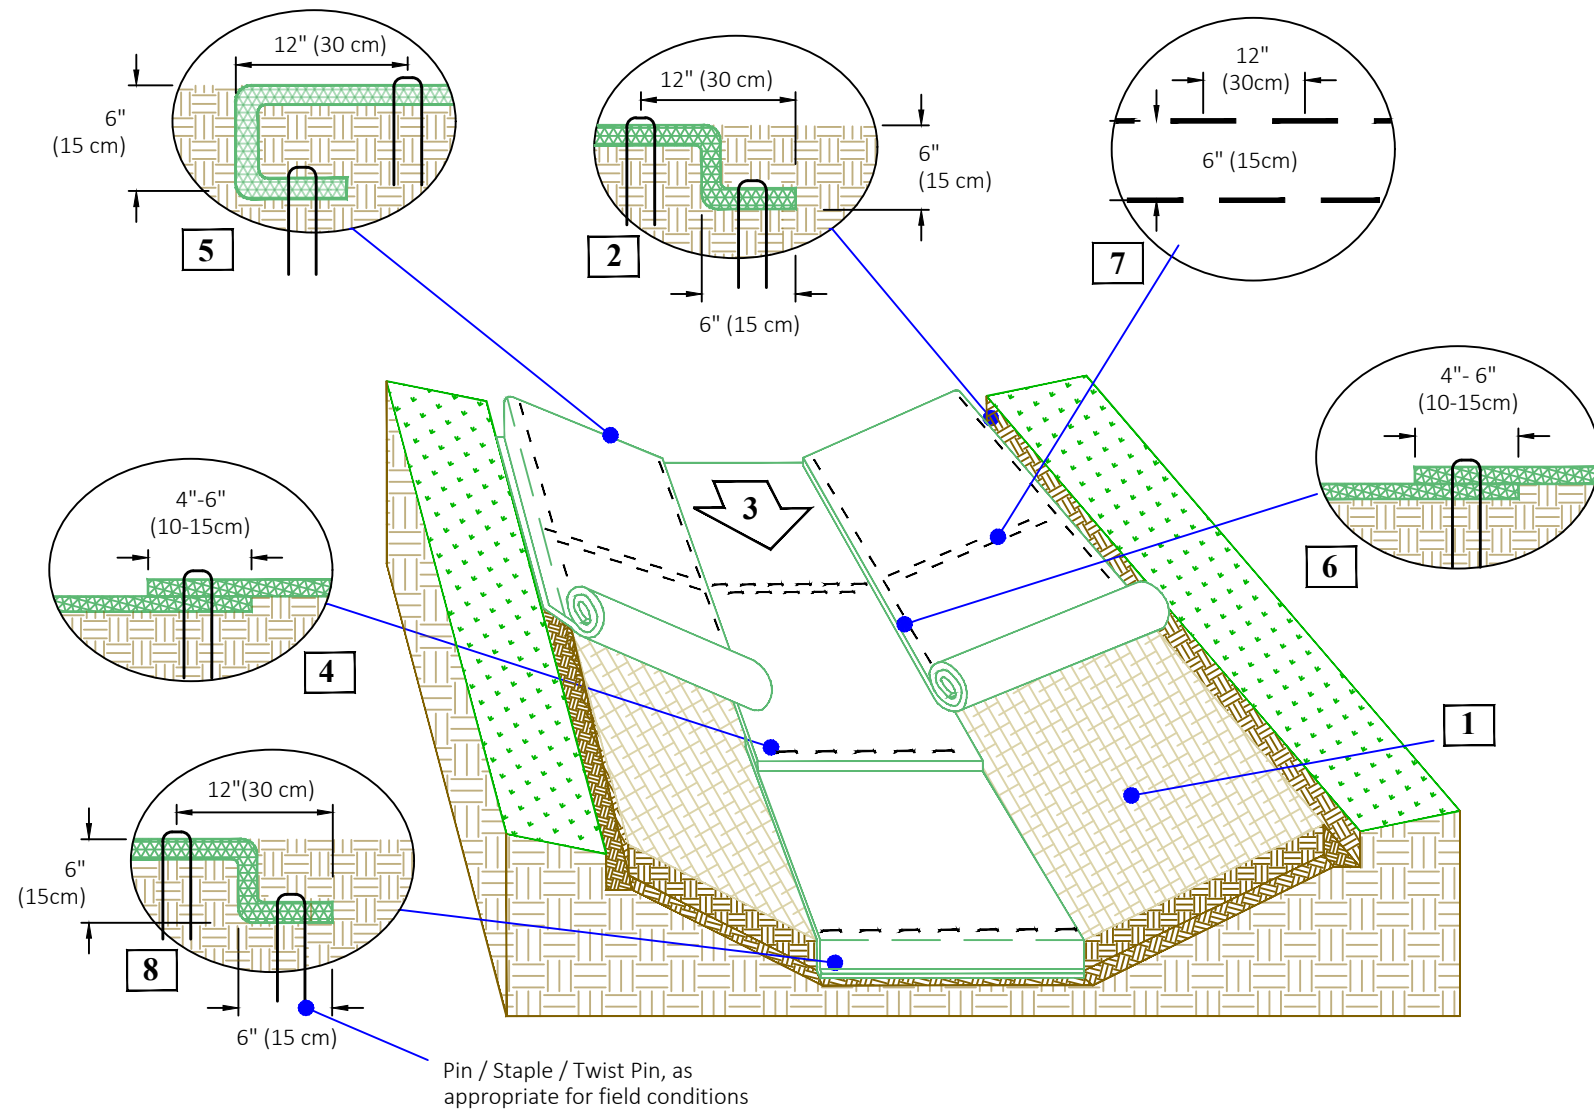 12" (30 cm)
6"
(15 cm)
5
12" (30 cm)
6"
(15 cm)
2
6" (15 cm)
12"
(30cm)
6" (15cm)
7
4"- 6"
(10-15cm)
6
4"-6"
(10-15cm)
4
3
1
12"(30 cm)
6"
(15cm)
8
6" (15 cm)
Pin / Staple / Twist Pin, as
appropriate for field conditions